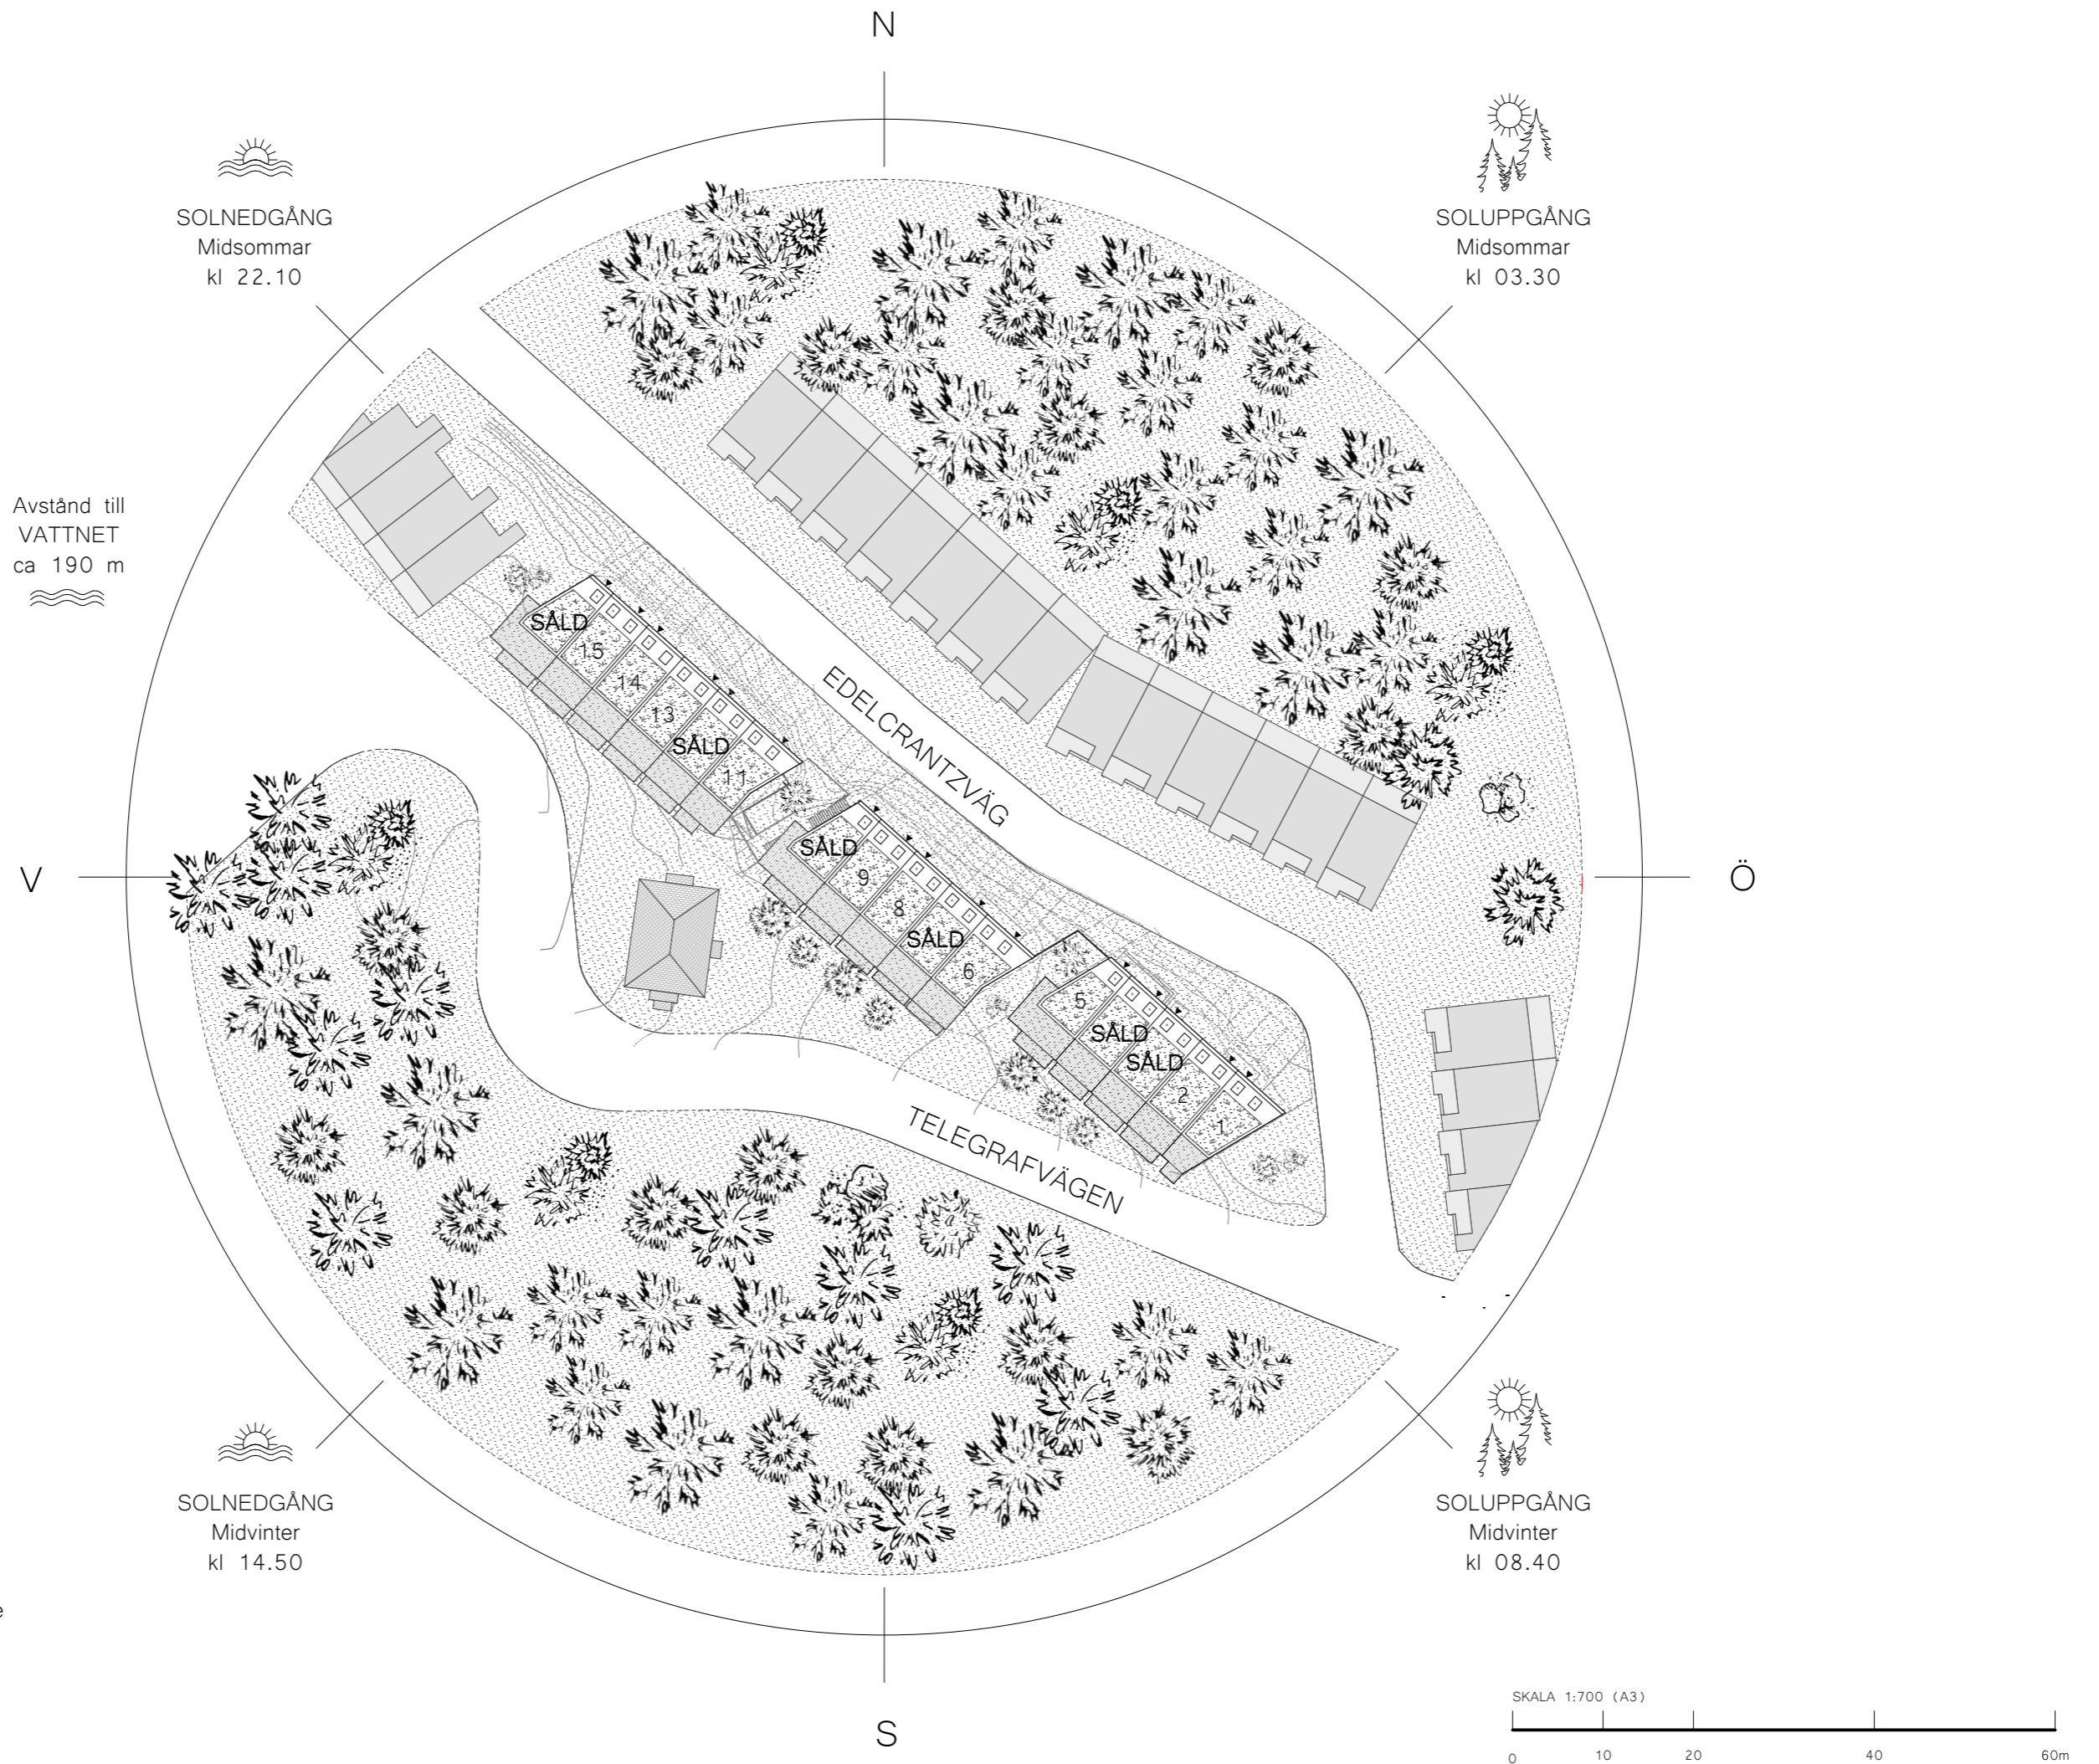 N
SOLNEDGÅNG
Midsommar
kl 22.10
SOLUPPGÅNG
Midsommar
kl 03.30
Avstånd till
VATTNET
ca 190 m
SÅLD
15
14
13
SÅLD
11
EDELCRANTZVÄG
SÅLD
9
8
SÅLD
6
5
SÅLD
SÅLD
2
1
V
Ö
TELEGRAFVÄGEN
SOLNEDGÅNG
Midvinter
kl 14.50
SOLUPPGÅNG
Midvinter
kl 08.40
e
S
SKALA 1:700 (A3)
0 10 20 40 60m